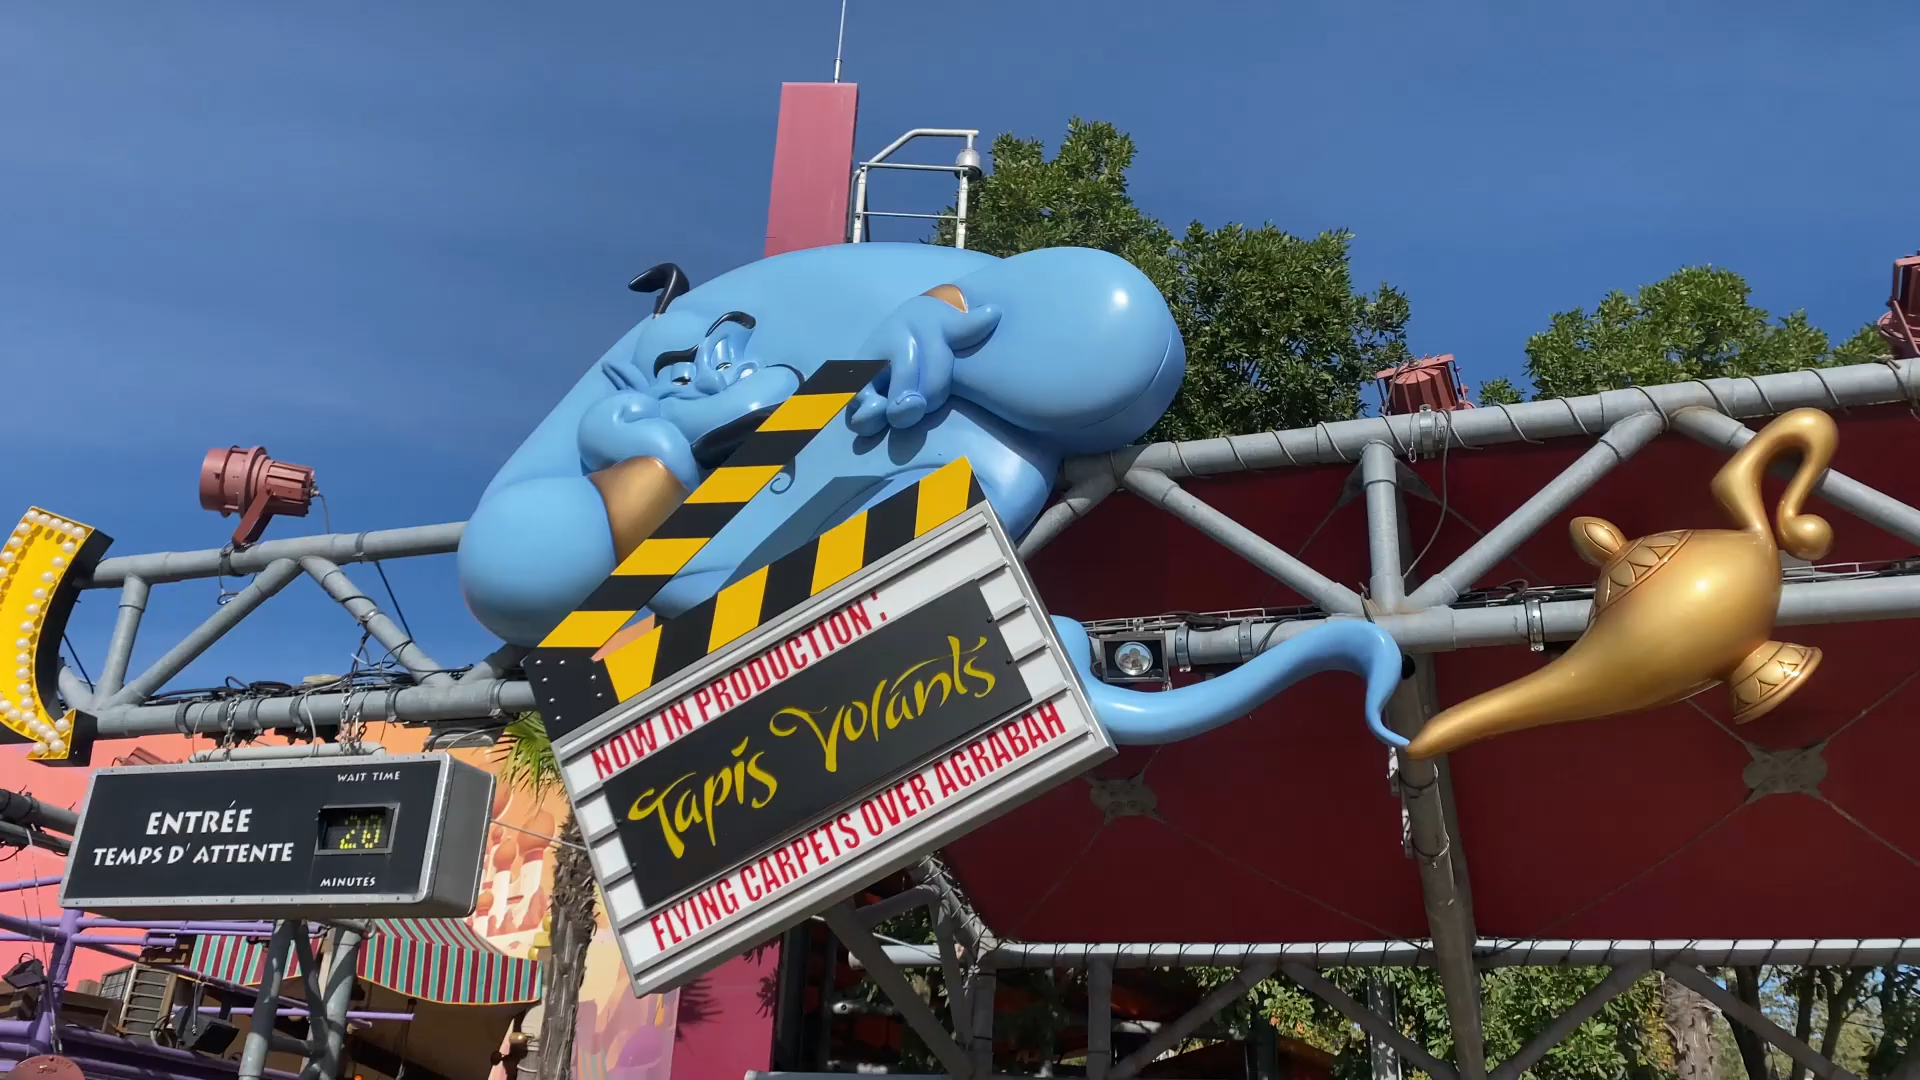 NOW IN PRODUCTION :
Tapis Volants
FLYING CARPETS OVER AGRABAH
WAIT TIME
ENTRÉE
TEMPS D'ATTENTE
20
MINUTES